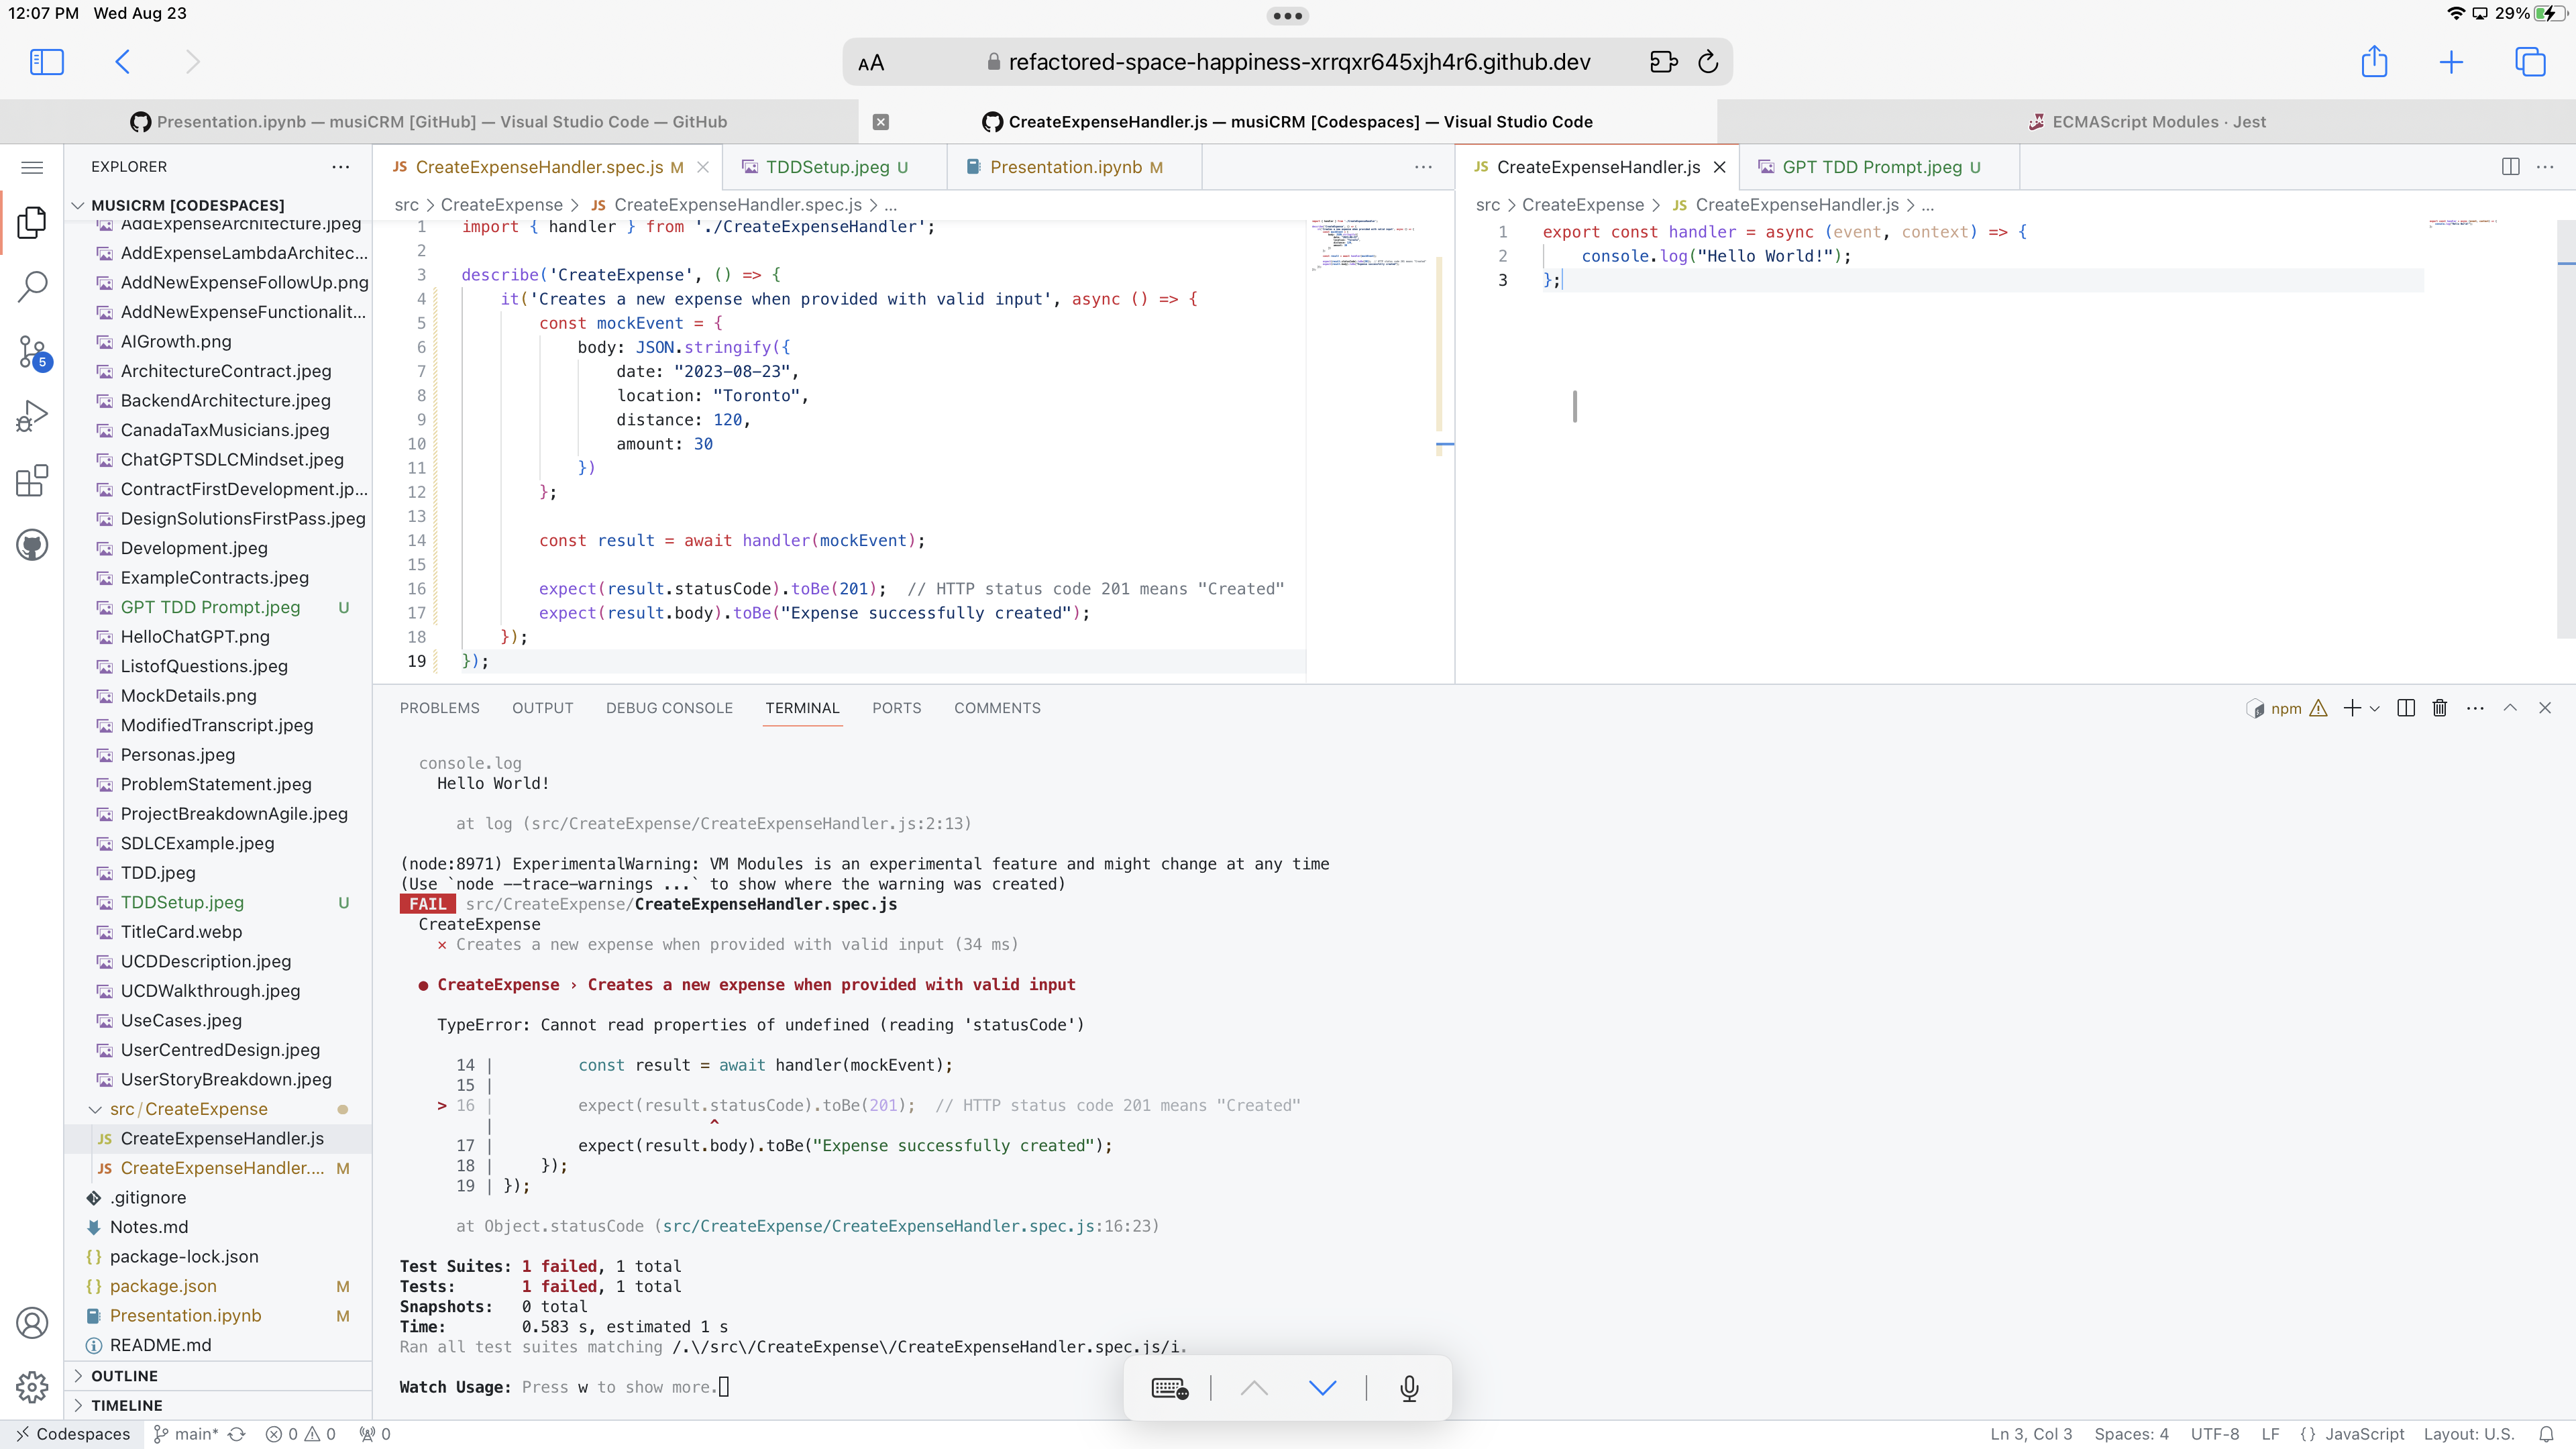 12:07 PM Wed Aug 23
29%
AA refactored-space-happiness-xrrqxr645xjh4r6.github.dev
Presentation.ipynb — musiCRM [GitHub] — Visual Studio Code — GitHub
CreateExpenseHandler.js — musiCRM [Codespaces] — Visual Studio Code
ECMAScript Modules · Jest
EXPLORER
MUSICRM [CODESPACES]
AddExpenseArchitecture.jpeg
AddExpenseLambdaArchitec...
AddNewExpenseFollowUp.png
AddNewExpenseFunctionalit...
AIGrowth.png
ArchitectureContract.jpeg
BackendArchitecture.jpeg
CanadaTaxMusicians.jpeg
ChatGPTSDLCMindset.jpeg
ContractFirstDevelopment.jp...
DesignSolutionsFirstPass.jpeg
Development.jpeg
ExampleContracts.jpeg
GPT TDD Prompt.jpeg U
HelloChatGPT.png
ListofQuestions.jpeg
MockDetails.png
ModifiedTranscript.jpeg
Personas.jpeg
ProblemStatement.jpeg
ProjectBreakdownAgile.jpeg
SDLCExample.jpeg
TDD.jpeg
TDDSetup.jpeg U
TitleCard.webp
UCDDescription.jpeg
UCDWalkthrough.jpeg
UseCases.jpeg
UserCentredDesign.jpeg
UserStoryBreakdown.jpeg
src/CreateExpense
JS CreateExpenseHandler.js
JS CreateExpenseHandler.... M
.gitignore
Notes.md
{} package-lock.json
{} package.json M
Presentation.ipynb M
README.md
OUTLINE
TIMELINE
5
JS CreateExpenseHandler.spec.js M
TDDSetup.jpeg U
Presentation.ipynb M
src > CreateExpense > JS CreateExpenseHandler.spec.js > ...
1 import { handler } from './CreateExpenseHandler';
2
3 describe('CreateExpense', () => {
4 it('Creates a new expense when provided with valid input', async () => {
5 const mockEvent = {
6 body: JSON.stringify({
7 date: "2023-08-23",
8 location: "Toronto",
9 distance: 120,
10 amount: 30
11 })
12 };
13
14 const result = await handler(mockEvent);
15
16 expect(result.statusCode).toBe(201); // HTTP status code 201 means "Created"
17 expect(result.body).toBe("Expense successfully created");
18 });
19 });
JS CreateExpenseHandler.js
GPT TDD Prompt.jpeg U
src > CreateExpense > JS CreateExpenseHandler.js > ...
1 export const handler = async (event, context) => {
2 console.log("Hello World!");
3 };
PROBLEMS OUTPUT DEBUG CONSOLE TERMINAL PORTS COMMENTS
npm
console.log
Hello World!
at log (src/CreateExpense/CreateExpenseHandler.js:2:13)
(node:8971) ExperimentalWarning: VM Modules is an experimental feature and might change at any time
(Use `node --trace-warnings ...` to show where the warning was created)
FAIL src/CreateExpense/CreateExpenseHandler.spec.js
CreateExpense
× Creates a new expense when provided with valid input (34 ms)
● CreateExpense › Creates a new expense when provided with valid input
TypeError: Cannot read properties of undefined (reading 'statusCode')
14 | const result = await handler(mockEvent);
15 |
> 16 | expect(result.statusCode).toBe(201); // HTTP status code 201 means "Created"
| ^
17 | expect(result.body).toBe("Expense successfully created");
18 | });
19 | });
at Object.statusCode (src/CreateExpense/CreateExpenseHandler.spec.js:16:23)
Test Suites: 1 failed, 1 total
Tests: 1 failed, 1 total
Snapshots: 0 total
Time: 0.583 s, estimated 1 s
Ran all test suites matching /.\/src\/CreateExpense\/CreateExpenseHandler.spec.js/i.
Watch Usage: Press w to show more.
Codespaces main* 0 0 0
Ln 3, Col 3 Spaces: 4 UTF-8 LF {} JavaScript Layout: U.S.